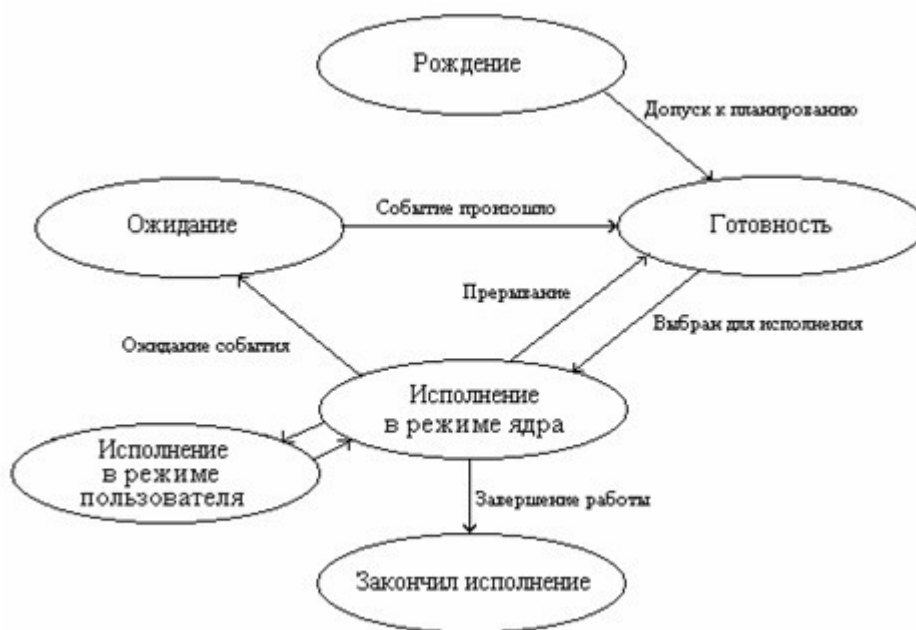 Рождение
Допуск к планированию
Событие произошло
Ожидание
Готовность
Прерывание
Выбран для исполнения
Ожидание события
Исполнение
в режиме ядра
Исполнение
в режиме
пользователя
Завершение работы
Закончил исполнение